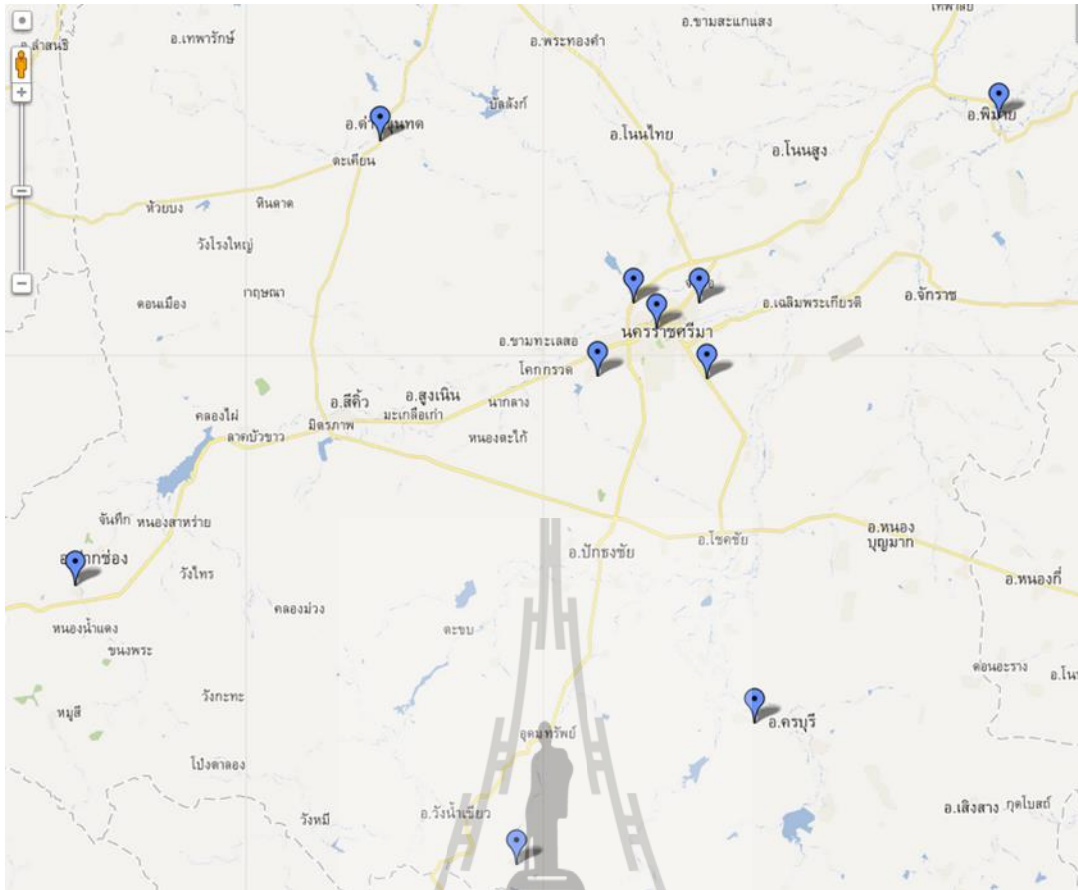 อ.ขามสะแกแสง
อ.เทพารักษ์
อ.พระทองคำ
บัลลังก์
อ.พิมาย
อ.โนนไทย
อ.โนนสูง
ตะเคียน
ห้วยบง
หินดาด
วังโรงใหญ่
กฤษณา
ดอนเมือง
อ.เฉลิมพระเกียรติ
อ.จักราช
นครราชสีมา
อ.ขามทะเลสอ
โคกกรวด
อ.สูงเนิน
อ.สีคิ้ว
นากลาง
มะเกลือเก่า
คลองไผ่
มิตรภาพ
ลาดบัวขาว
หนองตะไก้
จันทึก
หนองสาหร่าย
อ.หนอง
บุญมาก
อ.โชคชัย
อ.ปักธงชัย
วังไทร
อ.หนองกี่
คลองม่วง
หนองน้ำแดง
ตะขบ
ขนงพระ
ดอนอะราง
วังกะทะ
หมูสี
อ.ครบุรี
อุดมทรัพย์
โป่งตาลอง
อ.เสิงสาง
กุดโบสถ์
อ.วังน้ำเขียว
วังหมี